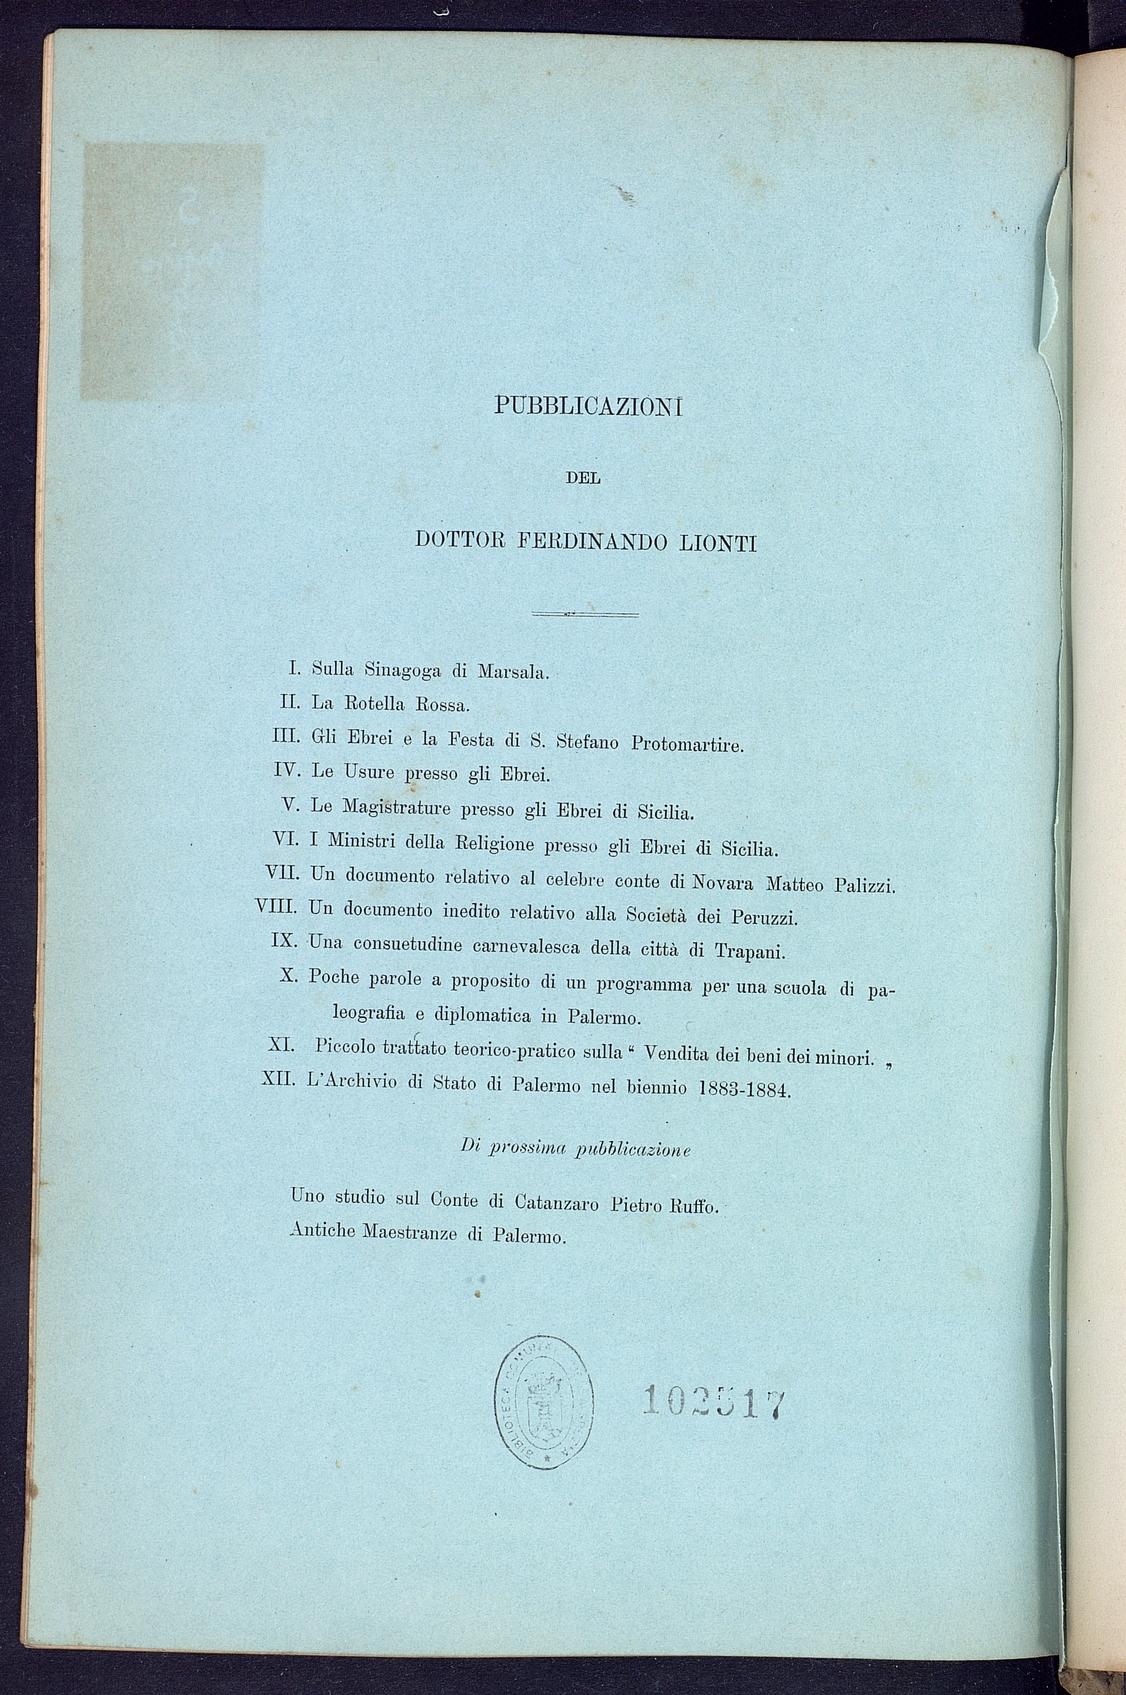 PUBBLICAZIONI
DEL
DOTTOR FERDINANDO LIONTI
I. Sulla Sinagoga di Marsala.
II. La Rotella Rossa.
III. Gli Ebrei e la Festa di S. Stefano Protomartire.
IV. Le Usure presso gli Ebrei.
V. Le Magistrature presso gli Ebrei di Sicilia.
VI. I Ministri della Religione presso gli Ebrei di Sicilia.
VII. Un documento relativo al celebre conte di Novara Matteo Palizzi.
VIII. Un documento inedito relativo alla Società dei Peruzzi.
IX. Una consuetudine carnevalesca della città di Trapani.
X. Poche parole a proposito di un programma per una scuola di pa-
leografia e diplomatica in Palermo.
XI. Piccolo trattato teorico-pratico sulla “ Vendita dei beni dei minori. „
XII. L'Archivio di Stato di Palermo nel biennio 1883-1884.
Di prossima pubblicazione
Uno studio sul Conte di Catanzaro Pietro Ruffo.
Antiche Maestranze di Palermo.
BIBLIOTECA COMUNALE
102517